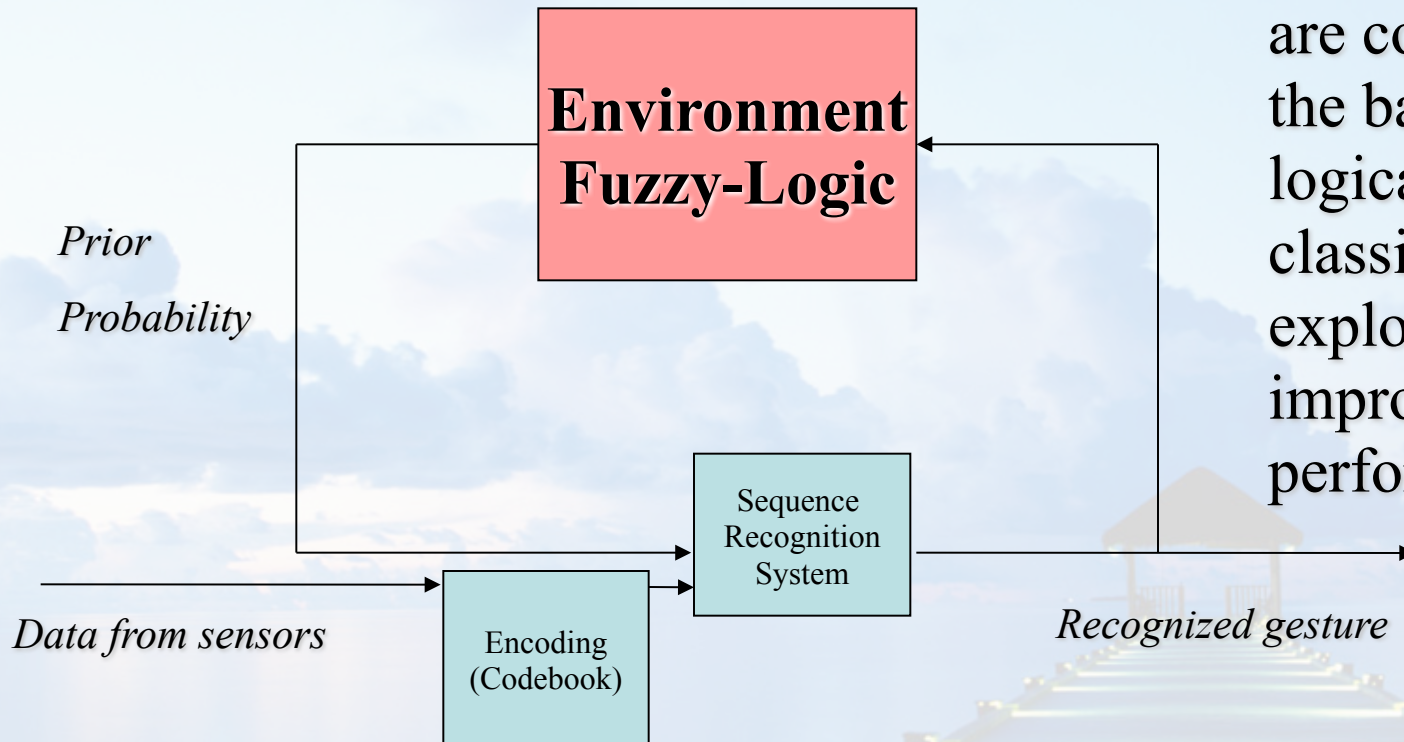 Environment
Fuzzy-Logic
Prior
Probability
are co
the ba
logica
classi
explo
impro
perfo
Sequence
Recognition
System
Data from sensors
Encoding
(Codebook)
Recognized gesture